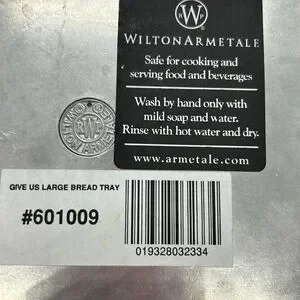 R W P
®
WILTONARMETALE
Safe for cooking and
serving food and beverages
Wash by hand only with
mild soap and water.
Rinse with hot water and dry.
www.armetale.com
RWP
GIVE US LARGE BREAD TRAY
#601009
019328032334